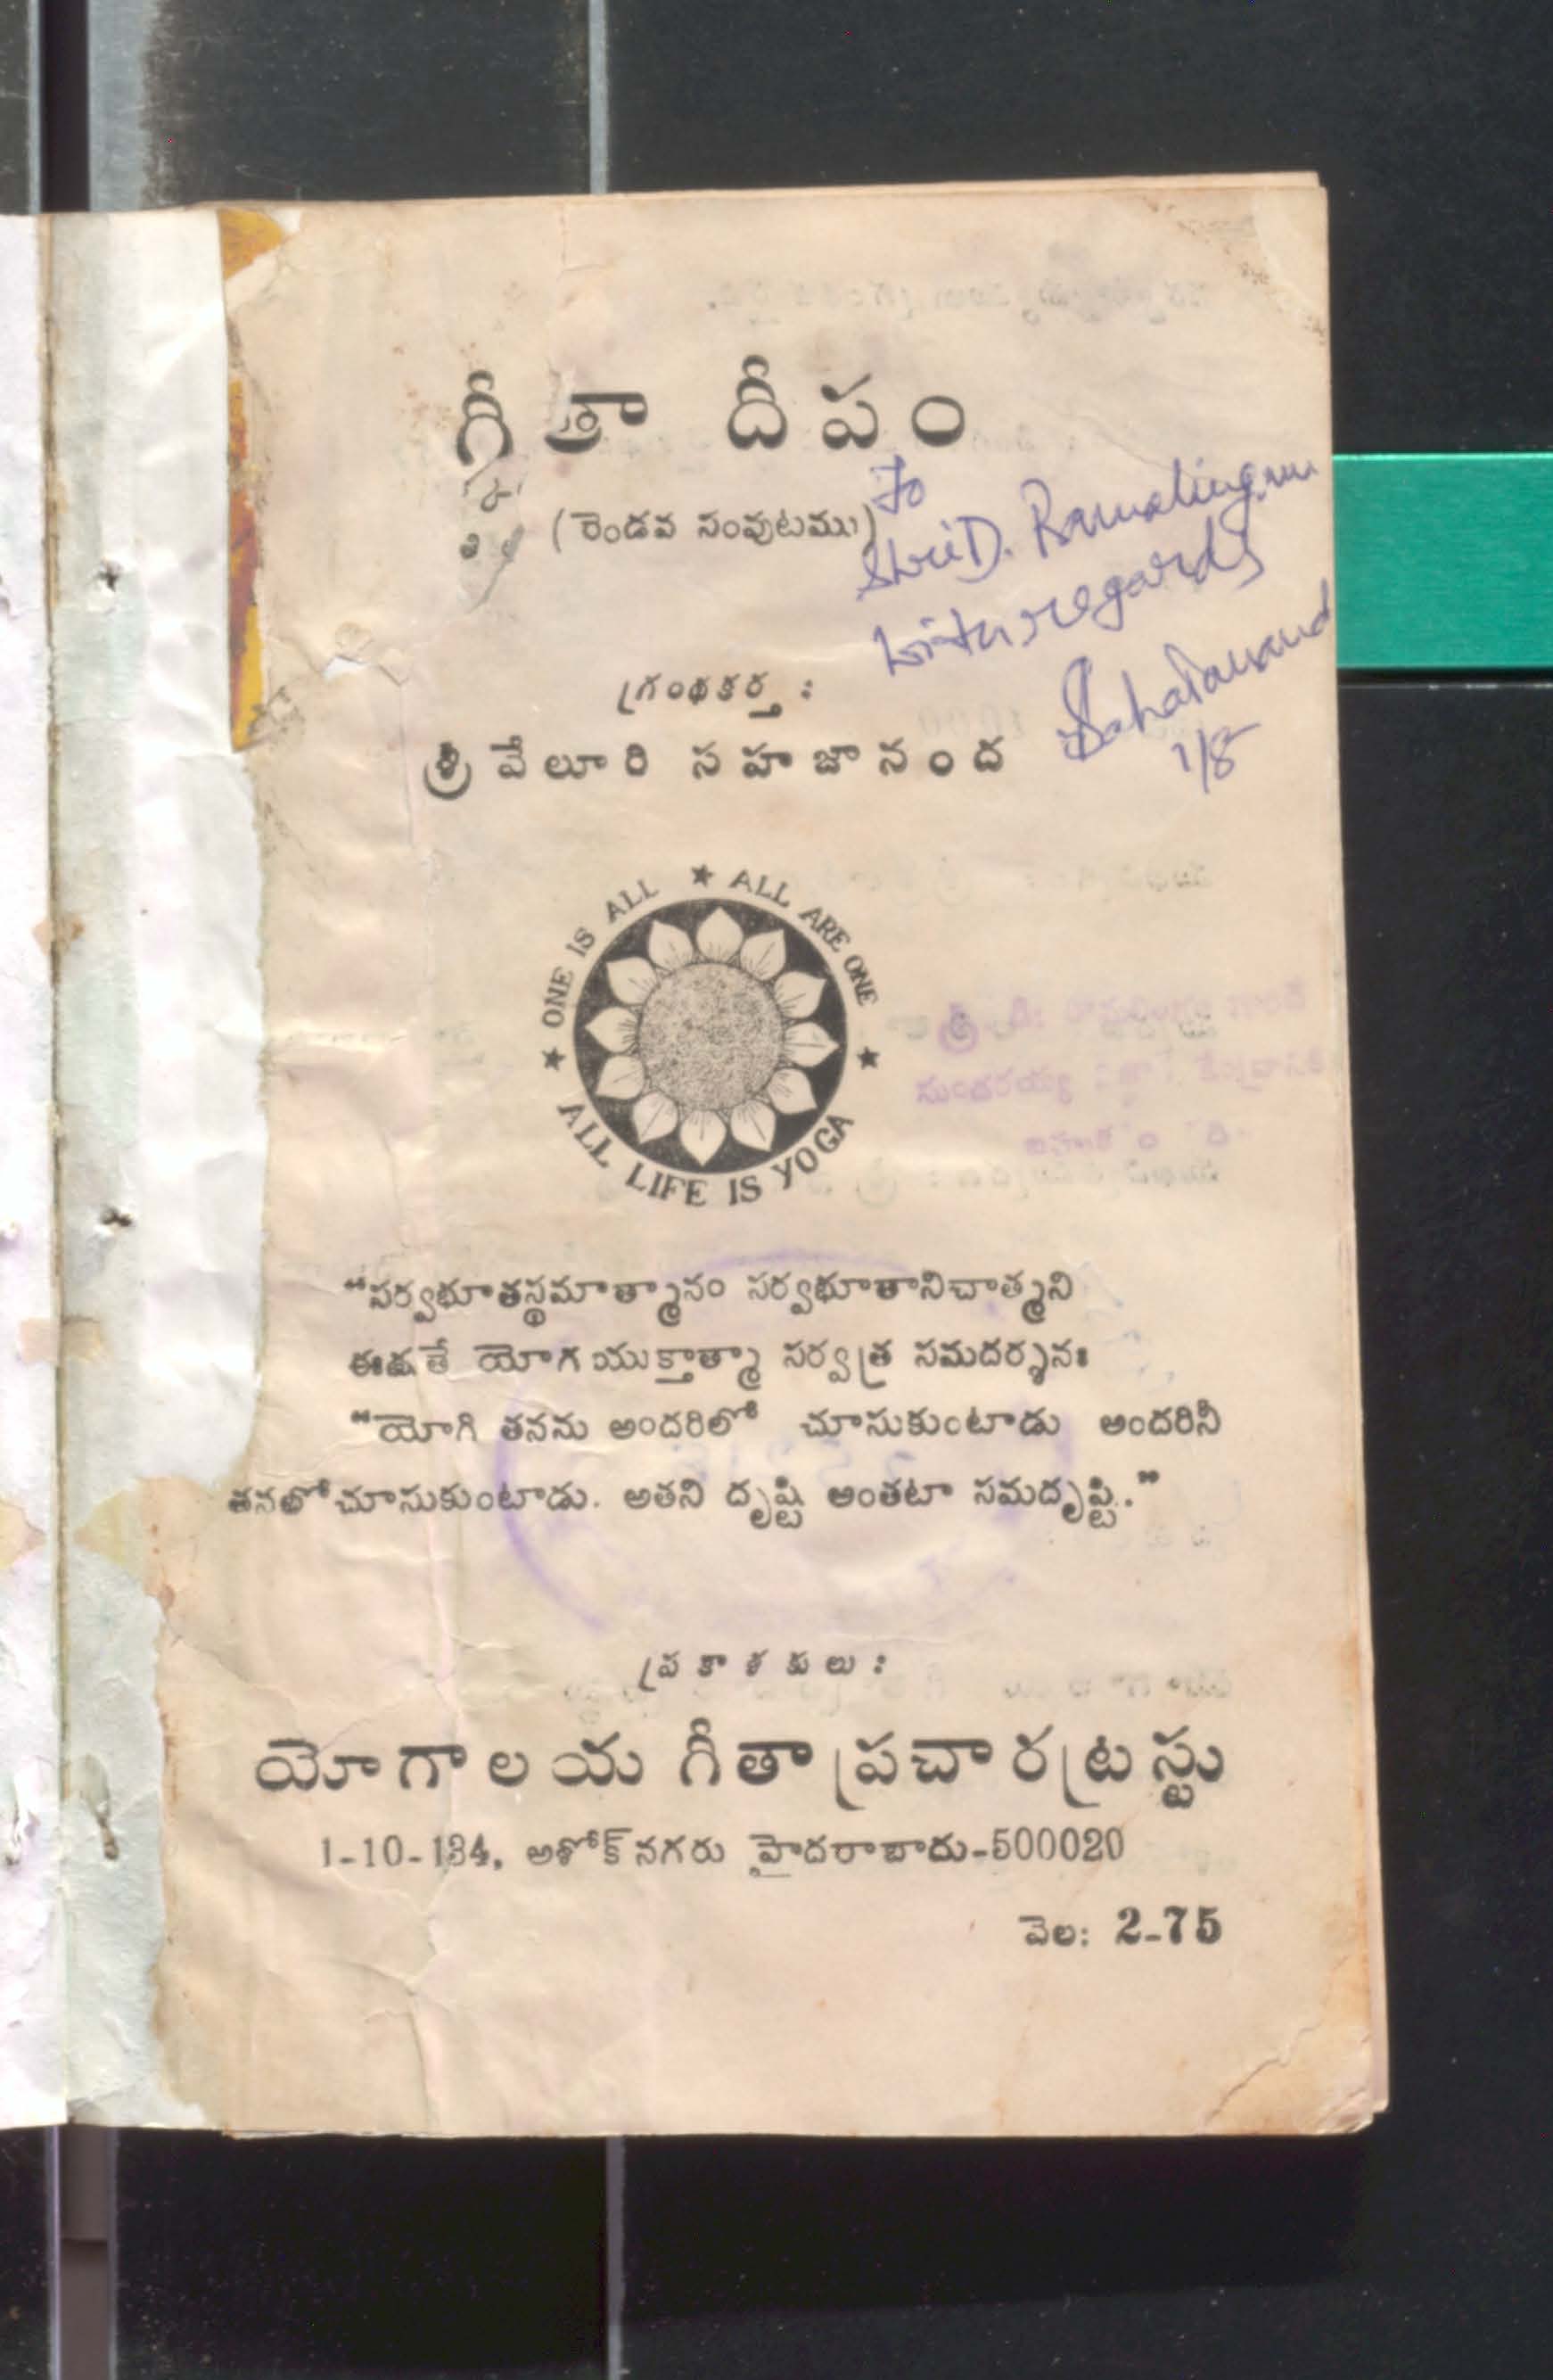 గీతా దీపం
(రెండవ సంపుటము)
To
Shri D. Ramalingam
with regards
Sahajanand
1/8
గ్రంథకర్త :
శ్రీ వేలూరి సహజానంద
★ ONE IS ALL ★ ALL ARE ONE ★
ALL LIFE IS YOGA
"సర్వభూతస్థమాత్మానం సర్వభూతానిచాత్మని
ఈక్షతే యోగయుక్తాత్మా సర్వత్ర సమదర్శనః
"యోగి తనను అందరిలో చూసుకుంటాడు అందరినీ
తనలోచూసుకుంటాడు. అతని దృష్టి అంతటా సమదృష్టి."
ప్రకాశకులు :
యోగాలయ గీతా ప్రచార ట్రస్టు
1-10-134, అశోక్ నగరు హైదరాబాదు-500020
వెల: 2-75